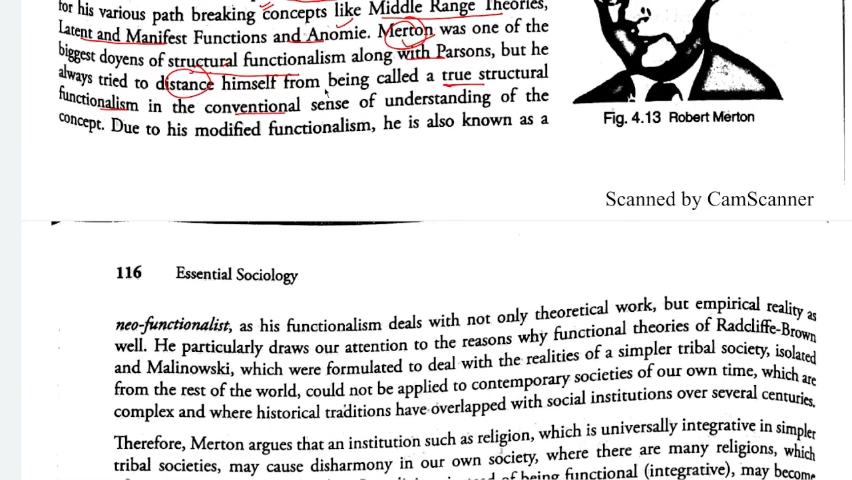 for his various path breaking concepts like Middle Range Theories,
Latent and Manifest Functions and Anomie. Merton was one of the
biggest doyens of structural functionalism along with Parsons, but he
always tried to distance himself from being called a true structural
functionalism in the conventional sense of understanding of the
concept. Due to his modified functionalism, he is also known as a
Fig. 4.13 Robert Merton
Scanned by CamScanner
116 Essential Sociology
neo-functionalist, as his functionalism deals with not only theoretical work, but empirical reality as
well. He particularly draws our attention to the reasons why functional theories of Radcliffe-Brown
and Malinowski, which were formulated to deal with the realities of a simpler tribal society, isolated
from the rest of the world, could not be applied to contemporary societies of our own time, which are
complex and where historical traditions have overlapped with social institutions over several centuries.
Therefore, Merton argues that an institution such as religion, which is universally integrative in simpler
tribal societies, may cause disharmony in our own society, where there are many religions, which
of being functional (integrative), may become